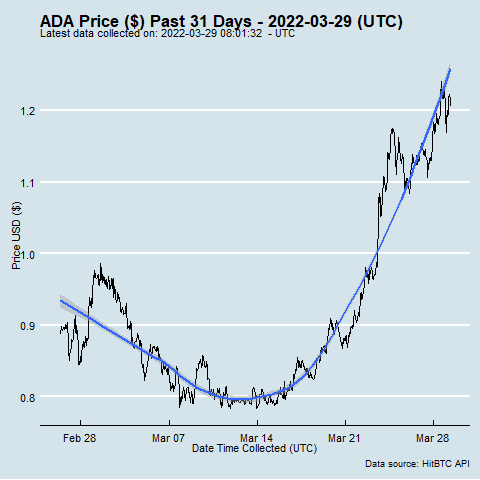 ADA Price ($) Past 31 Days - 2022-03-29 (UTC)
Latest data collected on: 2022-03-29 08:01:32  - UTC
Price USD ($)
1.2
1.1
1.0
0.9
0.8
Feb 28
Mar 07
Mar 14
Mar 21
Mar 28
Date Time Collected (UTC)
Data source: HitBTC API